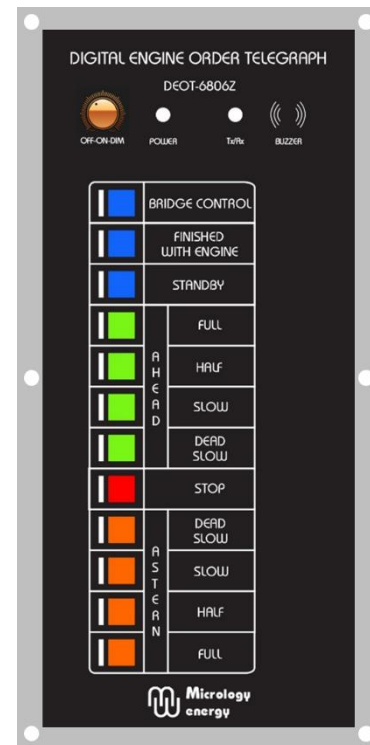 DIGITAL ENGINE ORDER TELEGRAPH
DEOT-6806Z
OFF-ON-DIM POWER Tx/Rx BUZZER
BRIDGE CONTROL
FINISHED
WITH ENGINE
STANDBY
AHEAD
FULL
HALF
SLOW
DEAD
SLOW
STOP
ASTERN
DEAD
SLOW
SLOW
HALF
FULL
Micrology
energy